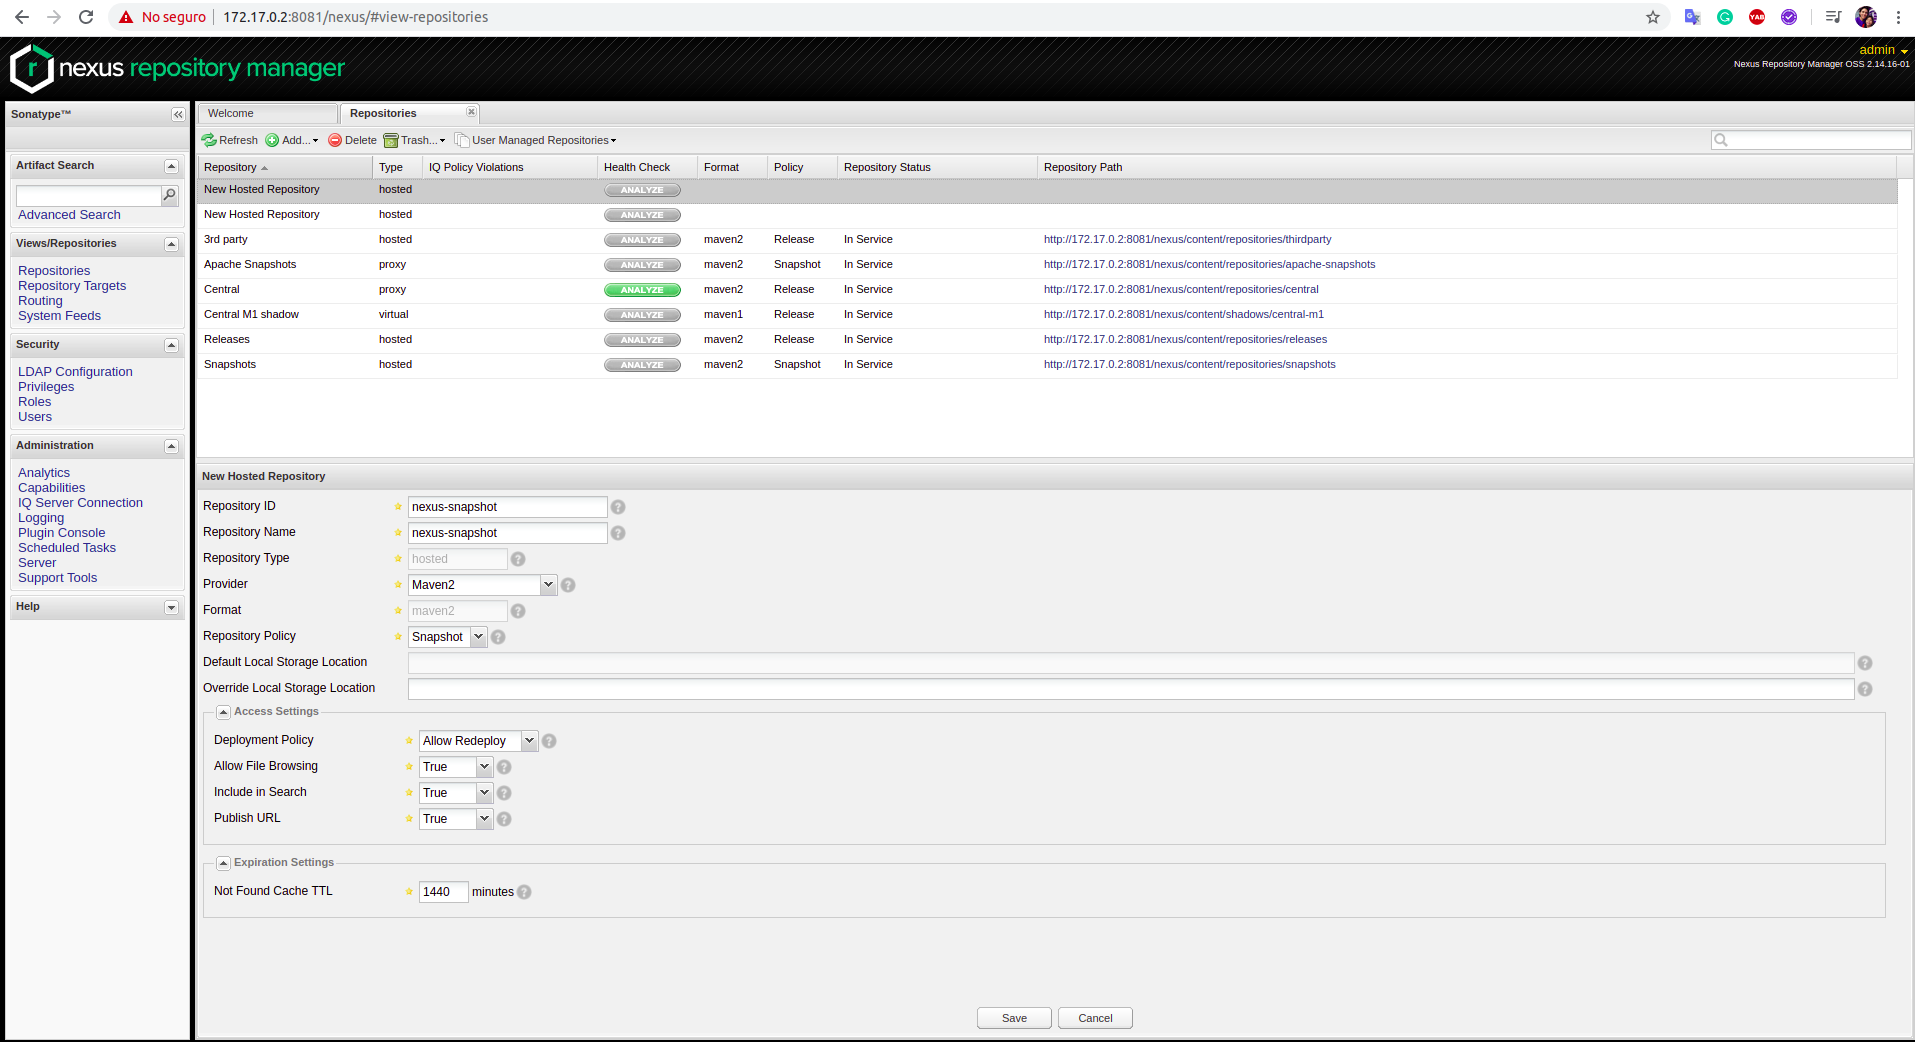 No seguro
172.17.0.2:8081/nexus/#view-repositories
nexus repository manager
admin
Nexus Repository Manager OSS 2.14.16-01
Sonatype™
Artifact Search
Advanced Search
Views/Repositories
Repositories
Repository Targets
Routing
System Feeds
Security
LDAP Configuration
Privileges
Roles
Users
Administration
Analytics
Capabilities
IQ Server Connection
Logging
Plugin Console
Scheduled Tasks
Server
Support Tools
Help
Welcome Repositories
Refresh Add... Delete Trash... User Managed Repositories
Repository Type IQ Policy Violations Health Check Format Policy Repository Status Repository Path
New Hosted Repository hosted ANALYZE
New Hosted Repository hosted ANALYZE
3rd party hosted ANALYZE maven2 Release In Service http://172.17.0.2:8081/nexus/content/repositories/thirdparty
Apache Snapshots proxy ANALYZE maven2 Snapshot In Service http://172.17.0.2:8081/nexus/content/repositories/apache-snapshots
Central proxy ANALYZE maven2 Release In Service http://172.17.0.2:8081/nexus/content/repositories/central
Central M1 shadow virtual ANALYZE maven1 Release In Service http://172.17.0.2:8081/nexus/content/shadows/central-m1
Releases hosted ANALYZE maven2 Release In Service http://172.17.0.2:8081/nexus/content/repositories/releases
Snapshots hosted ANALYZE maven2 Snapshot In Service http://172.17.0.2:8081/nexus/content/repositories/snapshots
New Hosted Repository
Repository ID nexus-snapshot
Repository Name nexus-snapshot
Repository Type hosted
Provider Maven2
Format maven2
Repository Policy Snapshot
Default Local Storage Location
Override Local Storage Location
Access Settings
Deployment Policy Allow Redeploy
Allow File Browsing True
Include in Search True
Publish URL True
Expiration Settings
Not Found Cache TTL 1440 minutes
Save Cancel